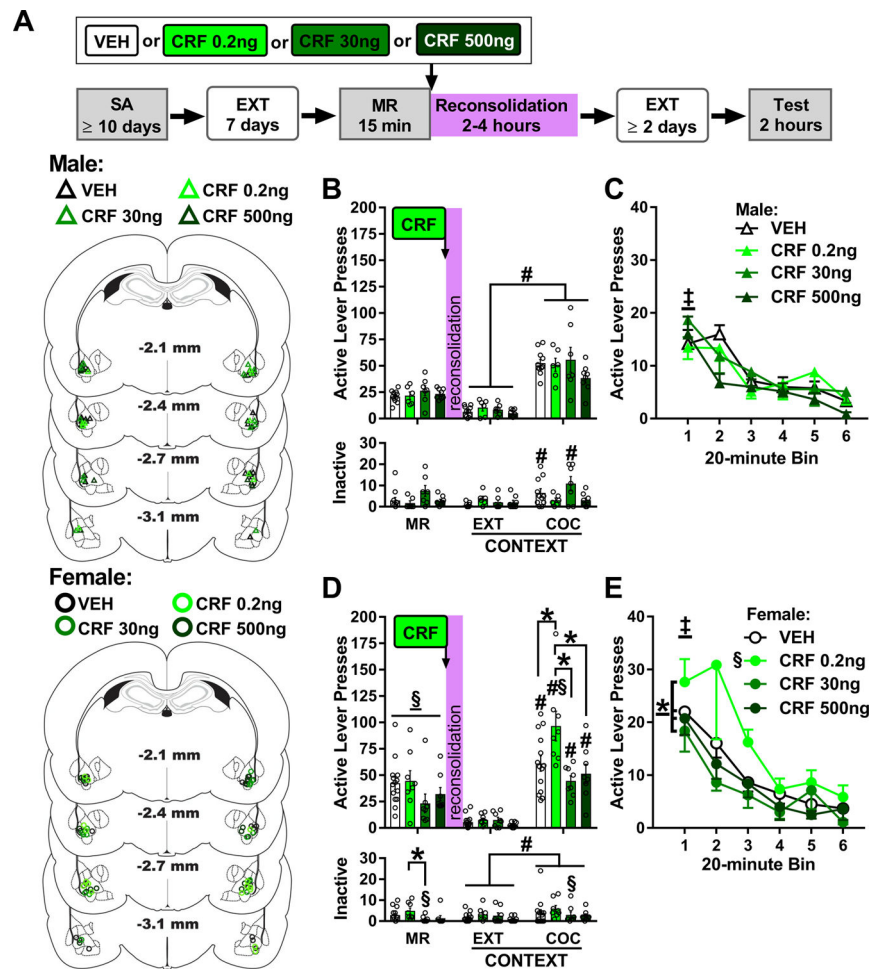 A
VEH or CRF 0.2ng or CRF 30ng or CRF 500ng
SA
≥ 10 days
EXT
7 days
MR
15 min
Reconsolidation
2-4 hours
EXT
≥ 2 days
Test
2 hours
Male:
VEH CRF 0.2ng
CRF 30ng CRF 500ng
-2.1 mm
-2.4 mm
-2.7 mm
-3.1 mm
B
Active Lever Presses
200
175
150
125
100
75
50
25
0
CRF
reconsolidation
#
Inactive
30
20
10
0
# #
MR EXT COC
CONTEXT
C
Active Lever Presses
40
30
20
10
0
Male:
VEH
CRF 0.2ng
CRF 30ng
CRF 500ng
‡
1 2 3 4 5 6
20-minute Bin
Female:
VEH CRF 0.2ng
CRF 30ng CRF 500ng
-2.1 mm
-2.4 mm
-2.7 mm
-3.1 mm
D
Active Lever Presses
200
175
150
125
100
75
50
25
0
CRF
reconsolidation
§
*
*
*
# #§ # #
Inactive
30
20
10
0
*
§
#
§
MR EXT COC
CONTEXT
E
Active Lever Presses
40
30
20
10
0
Female:
VEH
§ CRF 0.2ng
CRF 30ng
CRF 500ng
‡
*
1 2 3 4 5 6
20-minute Bin